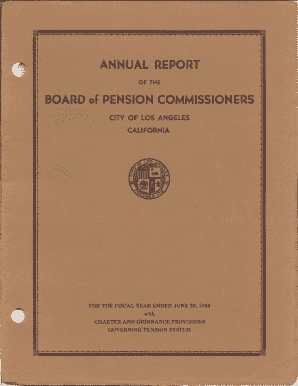 ANNUAL REPORT
OF THE
BOARD of PENSION COMMISSIONERS
CITY OF LOS ANGELES
CALIFORNIA
FOR THE FISCAL YEAR ENDED JUNE 30,
with
CHARTER AND ORDINANCE PROVISIONS
GOVERNING PENSION SYSTEM